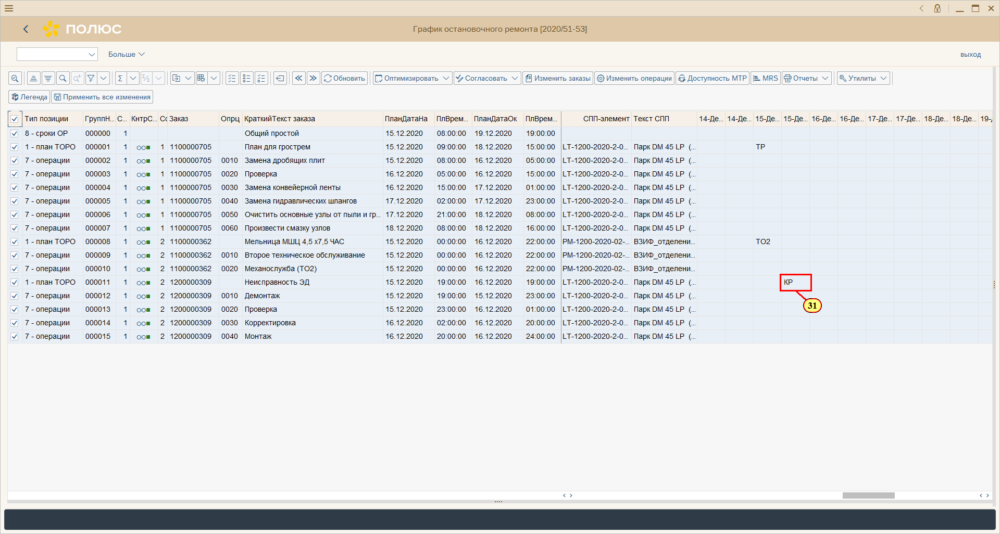 ПОЛЮС
График остановочного ремонта [2020/51-53]
Больше
выход
Обновить Оптимизировать Согласовать Изменить заказы Изменить операции Доступность МТР MRS Отчеты Утилиты
Легенда Применить все изменения
Тип позиции ГруппН... С... КнтрС... Сс Заказ Опрц КраткийТекст заказа ПланДатаНа ПлВрем... ПланДатаОк ПлВрем... СПП-элемент Текст СПП 14-Де... 14-Де... 15-Де... 15-Де... 16-Де... 16-Де... 17-Де... 17-Де... 18-Де... 18-Де... 19-Д
8 - сроки ОР 000000 1 Общий простой 15.12.2020 08:00:00 19.12.2020 19:00:00
1 - план ТОРО 000001 1 1 1100000705 План для грострем 15.12.2020 09:00:00 18.12.2020 15:00:00 LT-1200-2020-2-0... Парк DM 45 LP (... ТР
7 - операции 000002 1 1 1100000705 0010 Замена дробящих плит 15.12.2020 08:00:00 16.12.2020 05:00:00 LT-1200-2020-2-0... Парк DM 45 LP (...
7 - операции 000003 1 1 1100000705 0020 Проверка 16.12.2020 05:00:00 16.12.2020 15:00:00 LT-1200-2020-2-0... Парк DM 45 LP (...
7 - операции 000004 1 1 1100000705 0030 Замена конвейерной ленты 16.12.2020 15:00:00 17.12.2020 01:00:00 LT-1200-2020-2-0... Парк DM 45 LP (...
7 - операции 000005 1 1 1100000705 0040 Замена гидравлических шлангов 17.12.2020 02:00:00 17.12.2020 23:00:00 LT-1200-2020-2-0... Парк DM 45 LP (...
7 - операции 000006 1 1 1100000705 0050 Очистить основные узлы от пыли и гр... 17.12.2020 21:00:00 18.12.2020 08:00:00 LT-1200-2020-2-0... Парк DM 45 LP (...
7 - операции 000007 1 1 1100000705 0060 Произвести смазку узлов 18.12.2020 08:00:00 18.12.2020 16:00:00 LT-1200-2020-2-0... Парк DM 45 LP (...
1 - план ТОРО 000008 1 2 1100000362 Мельница МШЦ 4,5 х7,5 ЧАС 15.12.2020 00:00:00 16.12.2020 22:00:00 PM-1200-2020-02-... ВЗИФ_отделени... ТО2
7 - операции 000009 1 2 1100000362 0010 Второе техническое обслуживание 15.12.2020 00:00:00 16.12.2020 22:00:00 PM-1200-2020-02-... ВЗИФ_отделени...
7 - операции 000010 1 2 1100000362 0020 Механослужба (ТО2) 15.12.2020 00:00:00 16.12.2020 22:00:00 PM-1200-2020-02-... ВЗИФ_отделени...
1 - план ТОРО 000011 1 2 1200000309 Неисправность ЭД 15.12.2020 19:00:00 16.12.2020 19:00:00 LT-1200-2020-2-0... Парк DM 45 LP (... КР
7 - операции 000012 1 2 1200000309 0010 Демонтаж 15.12.2020 19:00:00 15.12.2020 23:00:00 LT-1200-2020-2-0... Парк DM 45 LP (...
31
7 - операции 000013 1 2 1200000309 0020 Проверка 15.12.2020 23:00:00 16.12.2020 01:00:00 LT-1200-2020-2-0... Парк DM 45 LP (...
7 - операции 000014 1 2 1200000309 0030 Корректировка 16.12.2020 02:00:00 16.12.2020 20:00:00 LT-1200-2020-2-0... Парк DM 45 LP (...
7 - операции 000015 1 2 1200000309 0040 Монтаж 16.12.2020 20:00:00 16.12.2020 24:00:00 LT-1200-2020-2-0... Парк DM 45 LP (...